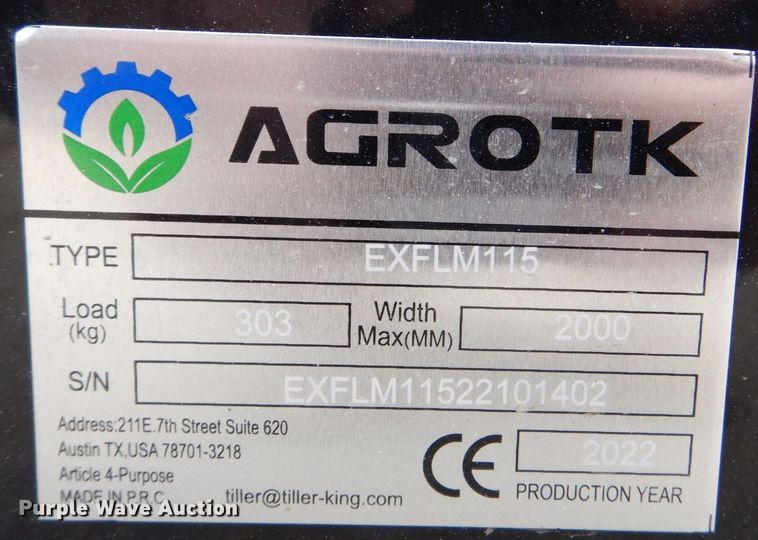 AGROTK
TYPE EXFLM115
Load (kg) 303 Width Max(MM) 2000
S/N EXFLM11522101402
Address:211E.7th Street Suite 620
Austin TX,USA 78701-3218
Article 4-Purpose
MADE IN P.R.C tiller@tiller-king.com
CE 2022
PRODUCTION YEAR
Purple Wave Auction